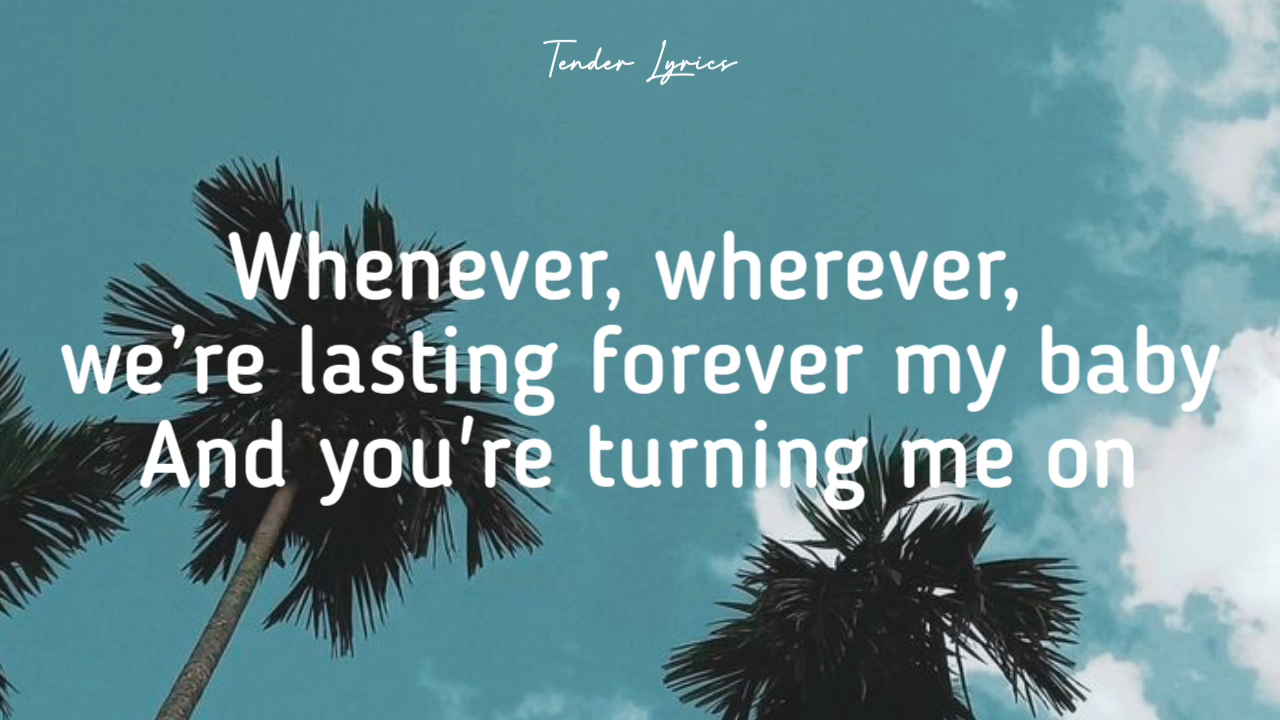 Tender Lyrics
Whenever, wherever,
we’re lasting forever my baby
And you're turning me on